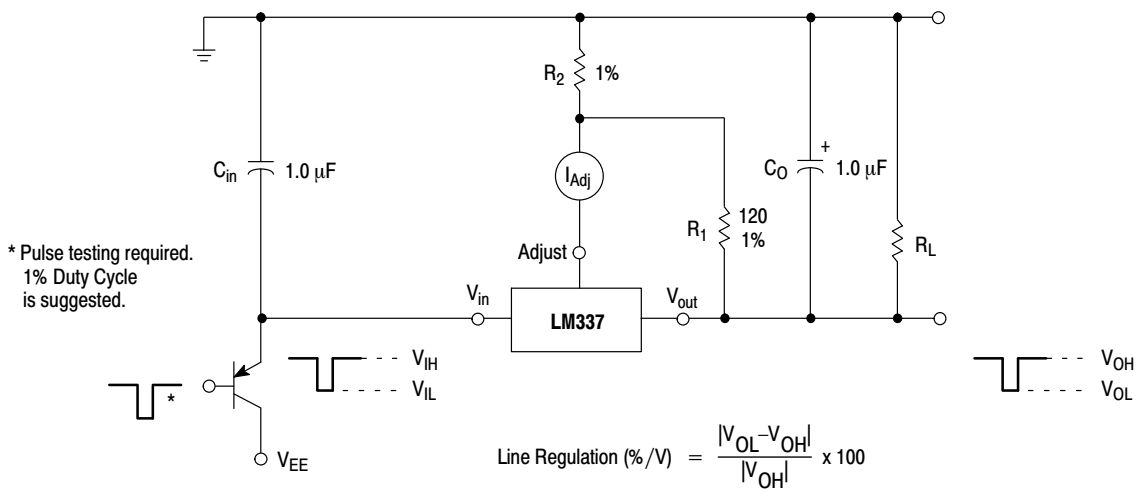 R2
1%
Cin
1.0 μF
IAdj
+
CO
1.0 μF
R1
120
1%
RL
* Pulse testing required.
1% Duty Cycle
is suggested.
Adjust
Vin
LM337
Vout
VIH
VIL
*
VEE
VOH
VOL
Line Regulation (%/V) = |VOL–VOH| / |VOH| x 100